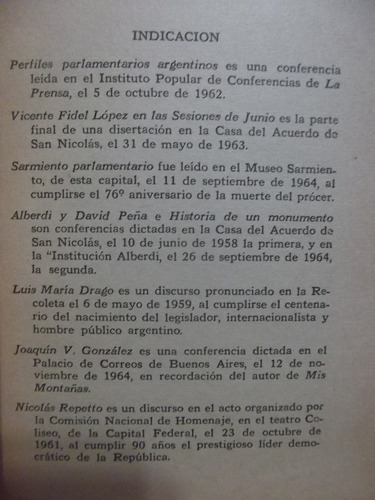 INDICACION
Perfiles parlamentarios argentinos es una conferencia
leída en el Instituto Popular de Conferencias de La
Prensa, el 5 de octubre de 1962.
Vicente Fidel López en las Sesiones de Junio es la parte
final de una disertación en la Casa del Acuerdo de
San Nicolás, el 31 de mayo de 1963.
Sarmiento parlamentario fue leído en el Museo Sarmien-
to, de esta capital, el 11 de septiembre de 1964, al
cumplirse el 76º aniversario de la muerte del prócer.
Alberdi y David Peña e Historia de un monumento
son conferencias dictadas en la Casa del Acuerdo de
San Nicolás, el 10 de junio de 1958 la primera, y en
la "Institución Alberdi, el 26 de septiembre de 1964,
la segunda.
Luis María Drago es un discurso pronunciado en la Re-
coleta el 6 de mayo de 1959, al cumplirse el centena-
rio del nacimiento del legislador, internacionalista y
hombre público argentino.
Joaquín V. González es una conferencia dictada en el
Palacio de Correos de Buenos Aires, el 12 de no-
viembre de 1964, en recordación del autor de Mis
Montañas.
Nicolás Repetto es un discurso en el acto organizado por
la Comisión Nacional de Homenaje, en el teatro Co-
liseo, de la Capital Federal, el 23 de octubre de
1961, al cumplir 90 años el prestigioso líder demo-
crático de la República.